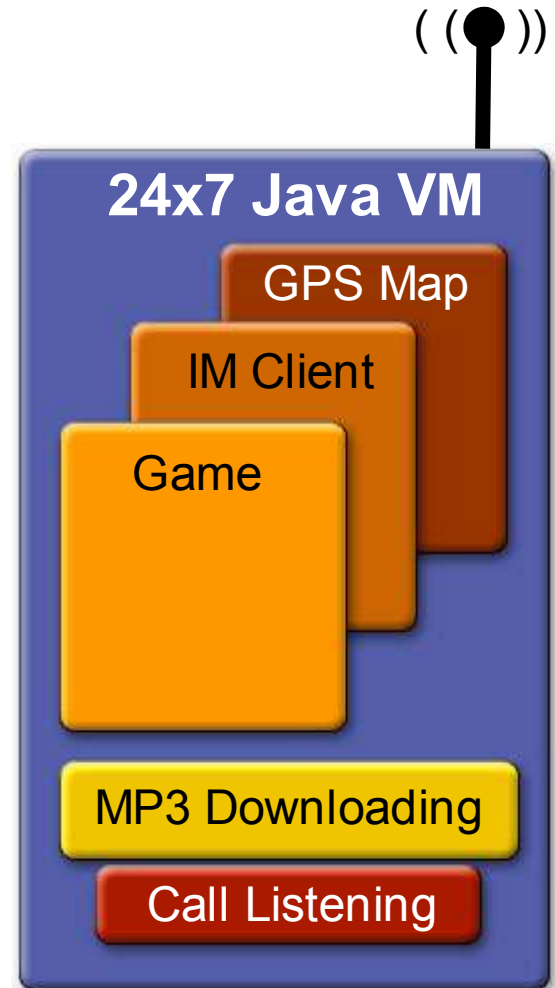 24x7 Java VM
GPS Map
IM Client
Game
MP3 Downloading
Call Listening